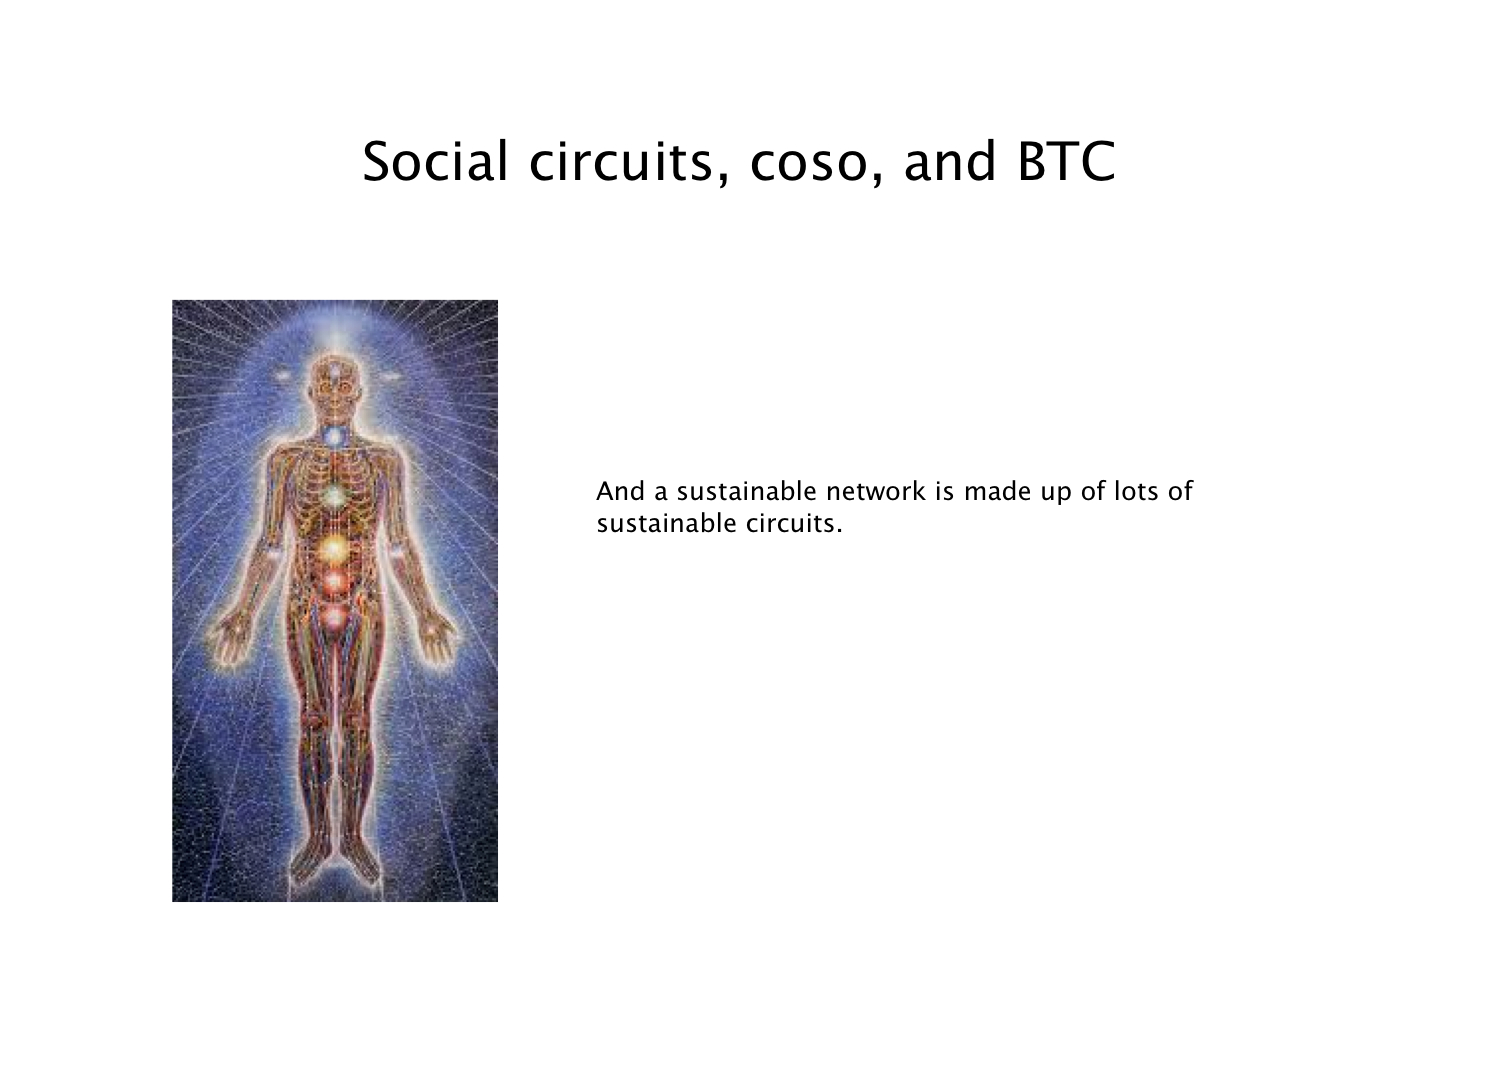 Social circuits, coso, and BTC
And a sustainable network is made up of lots of
sustainable circuits.